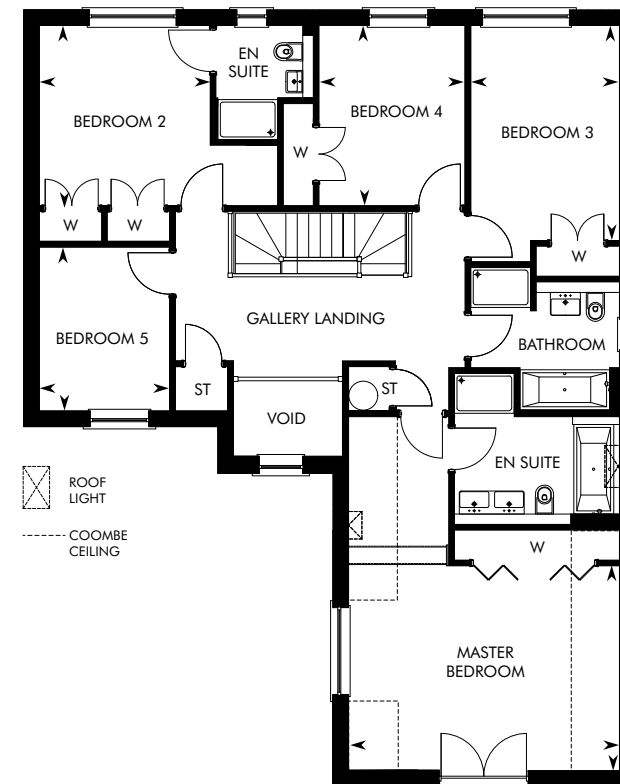 EN
SUITE
BEDROOM 2
BEDROOM 4
BEDROOM 3
W
W
W
W
GALLERY LANDING
BEDROOM 5
BATHROOM
ST
ST
VOID
EN SUITE
ROOF
LIGHT
COOMBE
CEILING
W
MASTER
BEDROOM